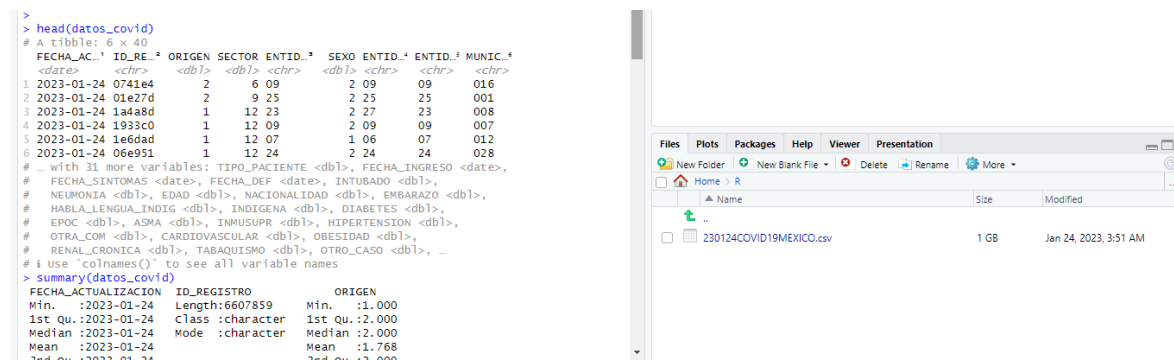 >
> head(datos_covid)
# A tibble: 6 × 40
FECHA_AC…¹ ID_RE…² ORIGEN SECTOR ENTID…³ SEXO ENTID…⁴ ENTID…⁵ MUNIC…⁶
<date> <chr> <dbl> <dbl> <chr> <dbl> <chr> <chr> <chr>
1 2023-01-24 0741e4 2 6 09 2 09 09 016
2 2023-01-24 01e27d 2 9 25 2 25 25 001
3 2023-01-24 1a4a8d 1 12 23 2 27 23 008
4 2023-01-24 1933c0 1 12 09 2 09 09 007
5 2023-01-24 1e6dad 1 12 07 1 06 07 012
6 2023-01-24 06e951 1 12 24 2 24 24 028
# … with 31 more variables: TIPO_PACIENTE <dbl>, FECHA_INGRESO <date>,
# FECHA_SINTOMAS <date>, FECHA_DEF <date>, INTUBADO <dbl>,
# NEUMONIA <dbl>, EDAD <dbl>, NACIONALIDAD <dbl>, EMBARAZO <dbl>,
# HABLA_LENGUA_INDIG <dbl>, INDIGENA <dbl>, DIABETES <dbl>,
# EPOC <dbl>, ASMA <dbl>, INMUSUPR <dbl>, HIPERTENSION <dbl>,
# OTRA_COM <dbl>, CARDIOVASCULAR <dbl>, OBESIDAD <dbl>,
# RENAL_CRONICA <dbl>, TABAQUISMO <dbl>, OTRO_CASO <dbl>, …
# ℹ Use `colnames()` to see all variable names
> summary(datos_covid)
FECHA_ACTUALIZACION ID_REGISTRO ORIGEN
Min. :2023-01-24 Length:6607859 Min. :1.000
1st Qu.:2023-01-24 Class :character 1st Qu.:2.000
Median :2023-01-24 Mode :character Median :2.000
Mean :2023-01-24 Mean :1.768
3rd Qu.:2023-01-24 3rd Qu.:2.000
Files Plots Packages Help Viewer Presentation
New Folder New Blank File Delete Rename More
Home > R
Name Size Modified
..
230124COVID19MEXICO.csv 1 GB Jan 24, 2023, 3:51 AM